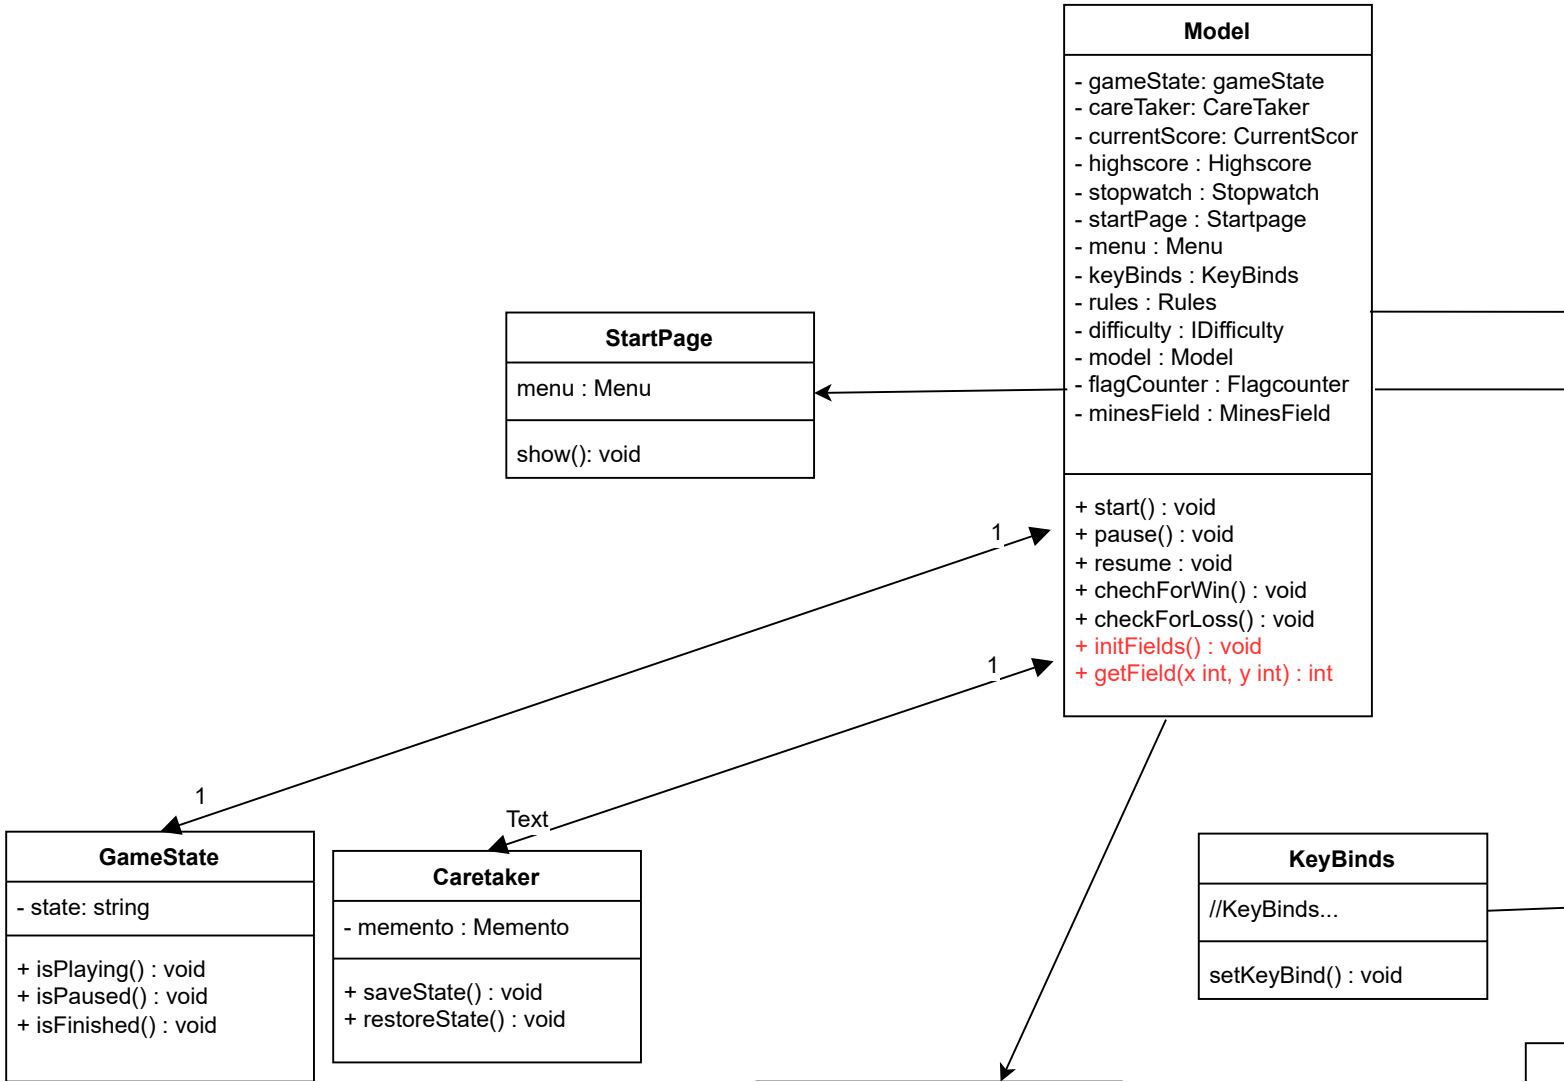 Model
- gameState: gameState
- careTaker: CareTaker
- currentScore: CurrentScor
- highscore : Highscore
- stopwatch : Stopwatch
- startPage : Startpage
- menu : Menu
- keyBinds : KeyBinds
- rules : Rules
- difficulty : IDifficulty
- model : Model
- flagCounter : Flagcounter
- minesField : MinesField
+ start() : void
+ pause() : void
+ resume : void
+ chechForWin() : void
+ checkForLoss() : void
+ initFields() : void
+ getField(x int, y int) : int
StartPage
menu : Menu
show(): void
1
1
1
Text
GameState
- state: string
+ isPlaying() : void
+ isPaused() : void
+ isFinished() : void
Caretaker
- memento : Memento
+ saveState() : void
+ restoreState() : void
KeyBinds
//KeyBinds...
setKeyBind() : void